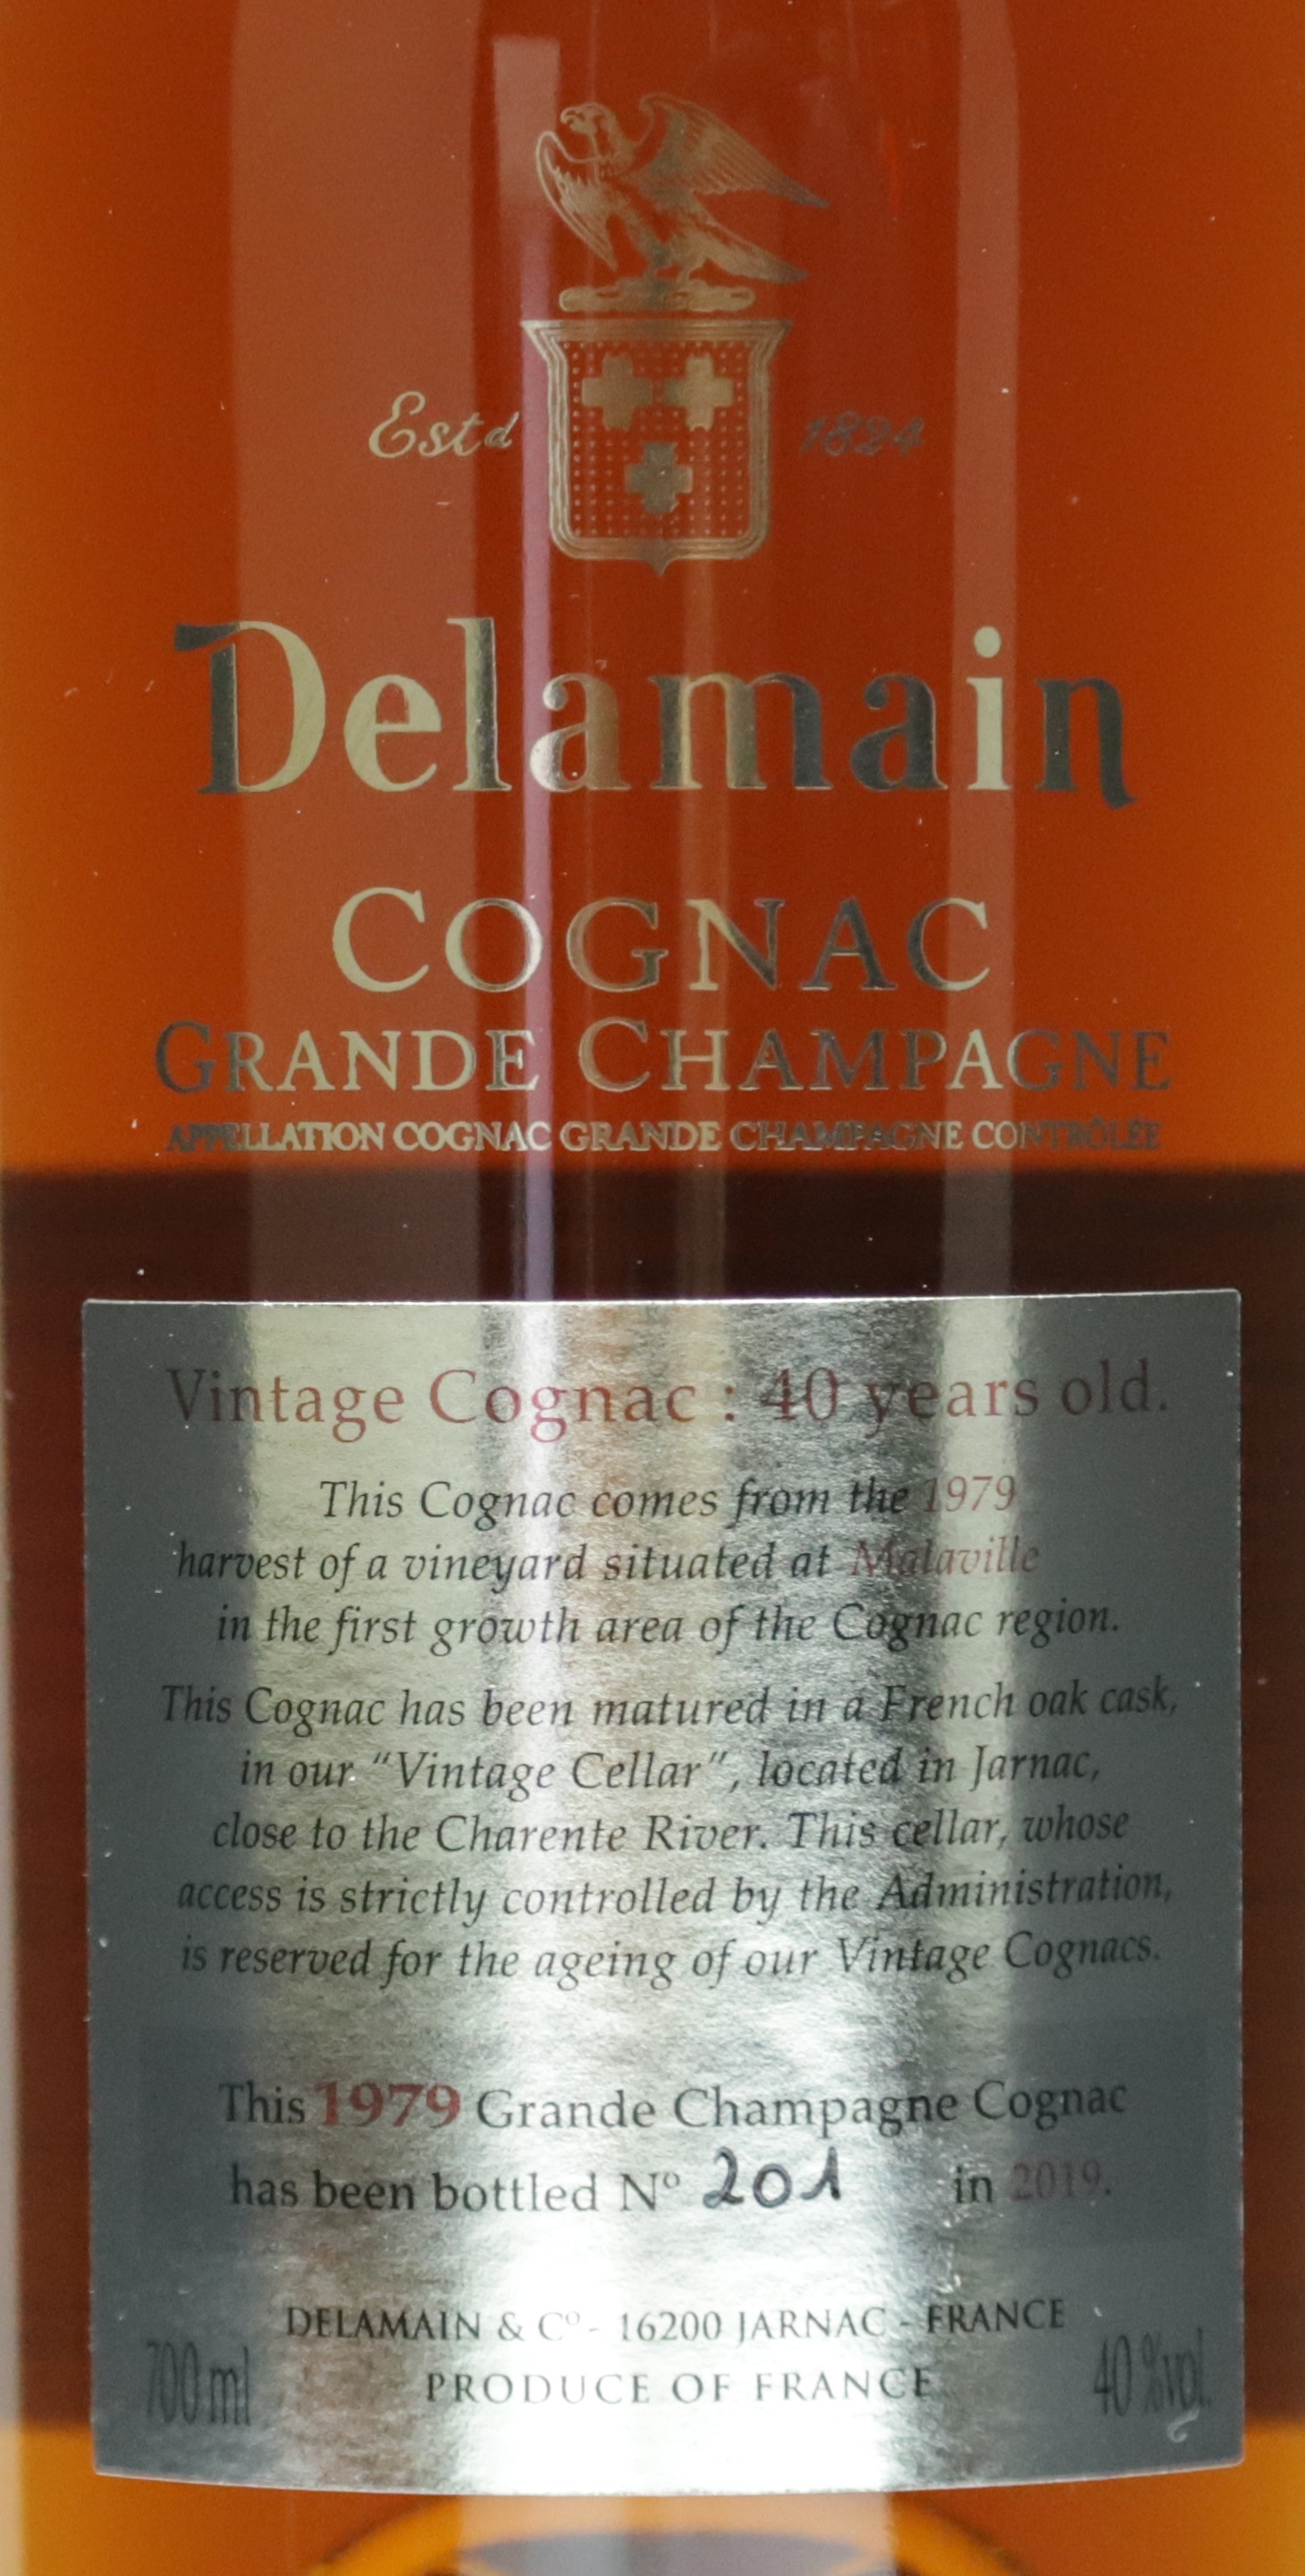 Estd 1824
Delamain
COGNAC
GRANDE CHAMPAGNE
APPELLATION COGNAC GRANDE CHAMPAGNE CONTRÔLÉE
Vintage Cognac : 40 years old.
This Cognac comes from the 1979
harvest of a vineyard situated at Malaville
in the first growth area of the Cognac region.
This Cognac has been matured in a French oak cask,
in our "Vintage Cellar", located in Jarnac,
close to the Charente River. This cellar, whose
access is strictly controlled by the Administration,
is reserved for the ageing of our Vintage Cognacs.
This 1979 Grande Champagne Cognac
has been bottled Nº 201 in 2019.
DELAMAIN & Cº - 16200 JARNAC - FRANCE
700 ml PRODUCE OF FRANCE 40 %vol.